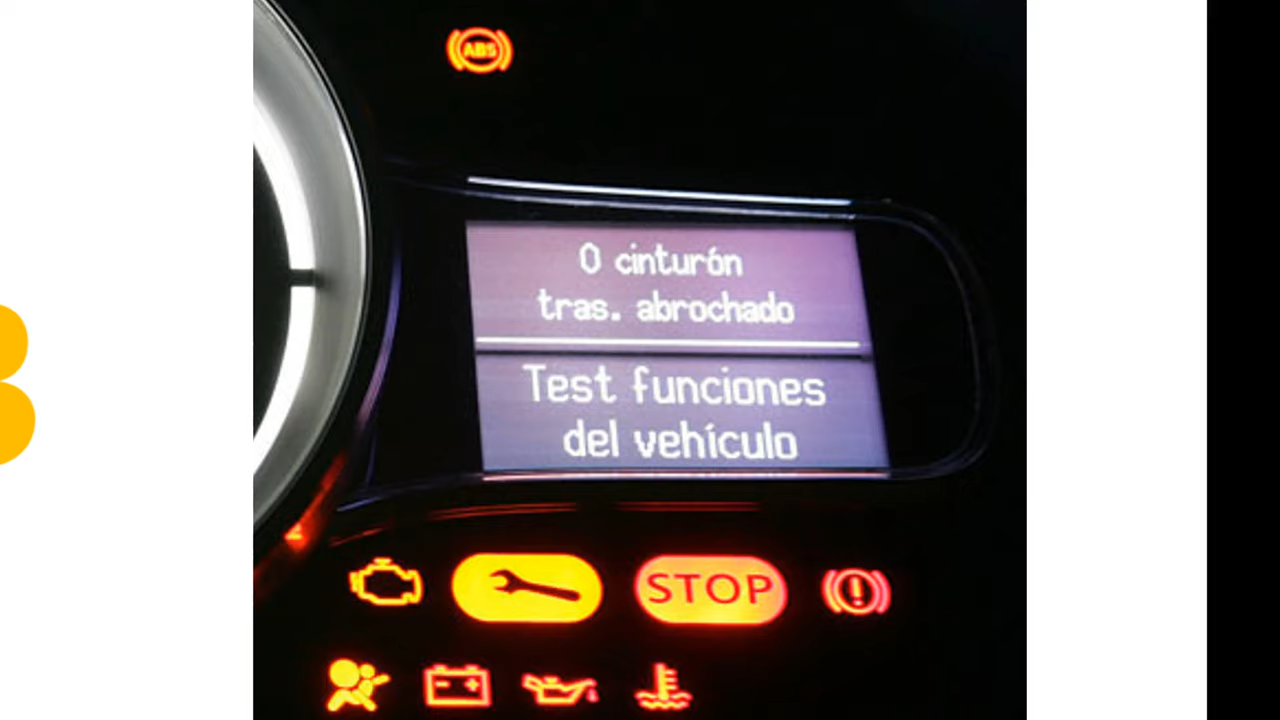 ABS
0 cinturón
tras. abrochado
Test funciones
del vehículo
STOP